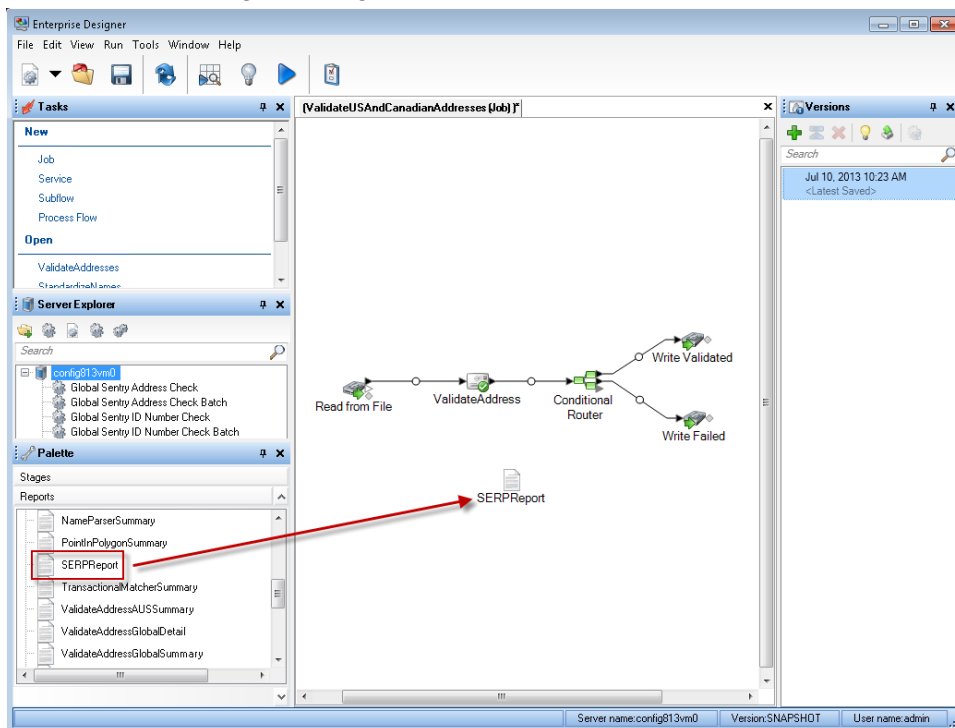 Enterprise Designer
File Edit View Run Tools Window Help
Tasks
New
Job
Service
Subflow
Process Flow
Open
ValidateAddresses
StandardizeNames
Server Explorer
Search
config813vm0
Global Sentry Address Check
Global Sentry Address Check Batch
Global Sentry ID Number Check
Global Sentry ID Number Check Batch
Palette
Stages
Reports
NameParserSummary
PointInPolygonSummary
SERPReport
TransactionalMatcherSummary
ValidateAddressAUSSummary
ValidateAddressGlobalDetail
ValidateAddressGlobalSummary
(ValidateUSAndCanadianAddresses (Job) )*
Read from File
ValidateAddress
Conditional
Router
Write Validated
Write Failed
SERPReport
Versions
Search
Jul 10, 2013 10:23 AM
<Latest Saved>
Server name:config813vm0
Version:SNAPSHOT
User name:admin